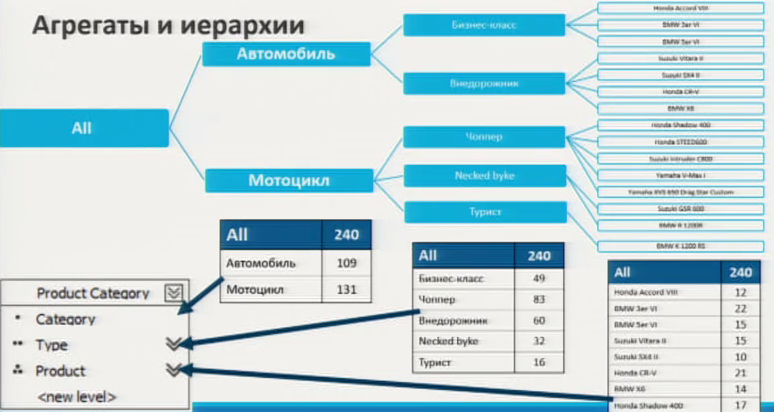 Агрегаты и иерархии
All
Автомобиль
Мотоцикл
Бизнес-класс
Внедорожник
Чоппер
Necked byke
Турист
Honda Accord VIII
BMW 3er VI
BMW 5er VI
Suzuki Vitara II
Suzuki SX4 II
Honda CR-V
BMW X6
Honda Shadow 400
Honda STEED600
Suzuki Intruder C800
Yamaha V-Max I
Yamaha XVS 650 Drag Star Custom
Suzuki GSR 600
BMW R 1200R
BMW K 1200 RS
All 240
Автомобиль 109
Мотоцикл 131
All 240
Бизнес-класс 49
Чоппер 83
Внедорожник 60
Necked byke 32
Турист 16
All 240
Honda Accord VIII 12
BMW 3er VI 22
BMW 5er VI 15
Suzuki Vitara II 15
Suzuki SX4 II 10
Honda CR-V 21
BMW X6 14
Honda Shadow 400 17
Product Category
Category
Type
Product
<new level>